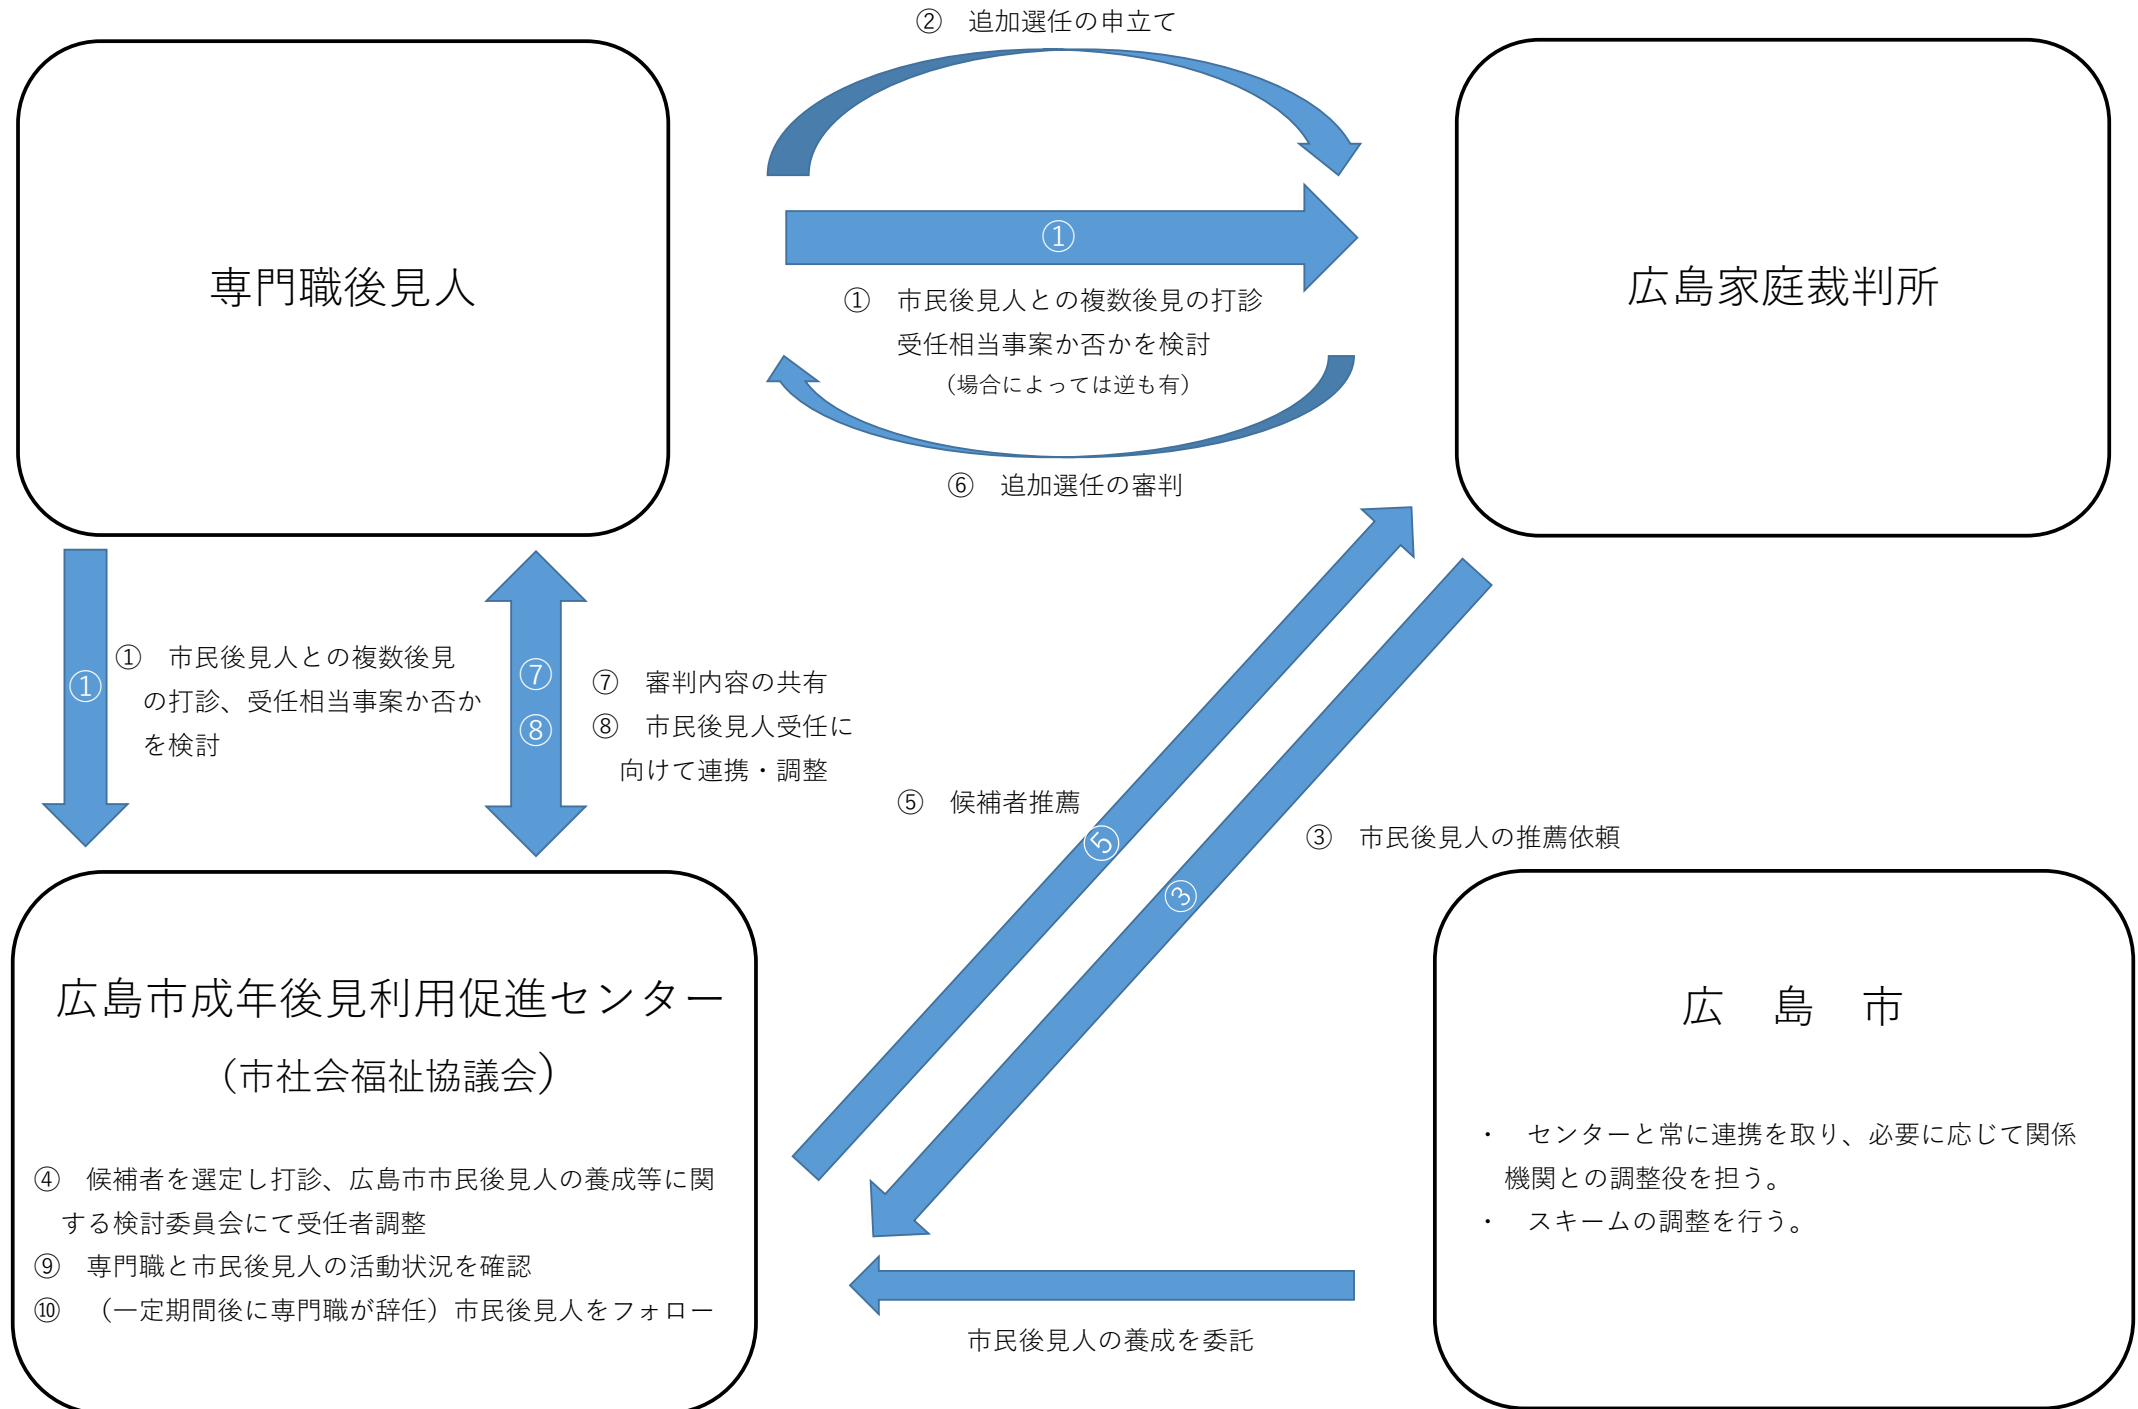 ②　追加選任の申立て
専門職後見人
①
①　市民後見人との複数後見の打診
受任相当事案か否かを検討
（場合によっては逆も有）
⑥　追加選任の審判
広島家庭裁判所
①
①　市民後見人との複数後見
の打診、受任相当事案か否か
を検討
⑦
⑧
⑦　審判内容の共有
⑧　市民後見人受任に
向けて連携・調整
⑤　候補者推薦
⑤
③
③　市民後見人の推薦依頼
広島市成年後見利用促進センター
（市社会福祉協議会）
④　候補者を選定し打診、広島市市民後見人の養成等に関
する検討委員会にて受任者調整
⑨　専門職と市民後見人の活動状況を確認
⑩　（一定期間後に専門職が辞任）市民後見人をフォロー
市民後見人の養成を委託
広　島　市
・　センターと常に連携を取り、必要に応じて関係
機関との調整役を担う。
・　スキームの調整を行う。